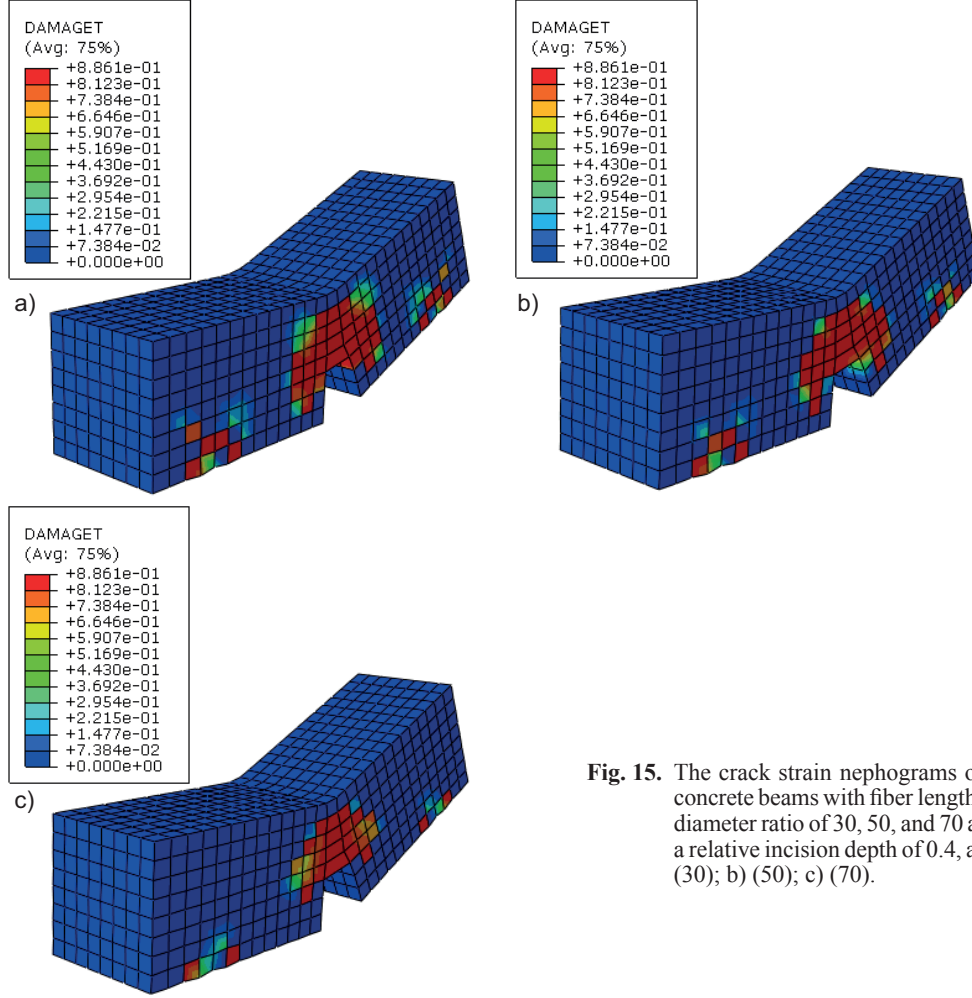 DAMAGET
(Avg: 75%)
+8.861e-01
+8.123e-01
+7.384e-01
+6.646e-01
+5.907e-01
+5.169e-01
+4.430e-01
+3.692e-01
+2.954e-01
+2.215e-01
+1.477e-01
+7.384e-02
+0.000e+00
a)
DAMAGET
(Avg: 75%)
+8.861e-01
+8.123e-01
+7.384e-01
+6.646e-01
+5.907e-01
+5.169e-01
+4.430e-01
+3.692e-01
+2.954e-01
+2.215e-01
+1.477e-01
+7.384e-02
+0.000e+00
b)
DAMAGET
(Avg: 75%)
+8.861e-01
+8.123e-01
+7.384e-01
+6.646e-01
+5.907e-01
+5.169e-01
+4.430e-01
+3.692e-01
+2.954e-01
+2.215e-01
+1.477e-01
+7.384e-02
+0.000e+00
c)
Fig. 15. The crack strain nephograms
concrete beams with fiber length
diameter ratio of 30, 50, and 70
a relative incision depth of 0.4,
(30); b) (50); c) (70).